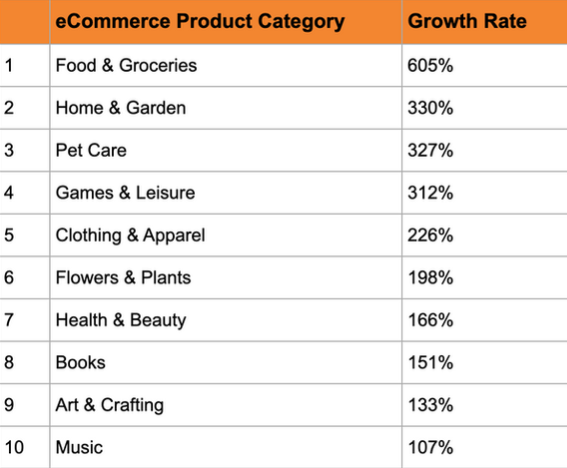 eCommerce Product Category Growth Rate
1 Food & Groceries 605%
2 Home & Garden 330%
3 Pet Care 327%
4 Games & Leisure 312%
5 Clothing & Apparel 226%
6 Flowers & Plants 198%
7 Health & Beauty 166%
8 Books 151%
9 Art & Crafting 133%
10 Music 107%